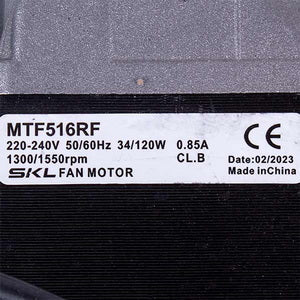 MTF516RF
220-240V 50/60Hz 34/120W 0.85A
1300/1550rpm CL.B
SKL FAN MOTOR
CE
Date:02/2023
Made inChina